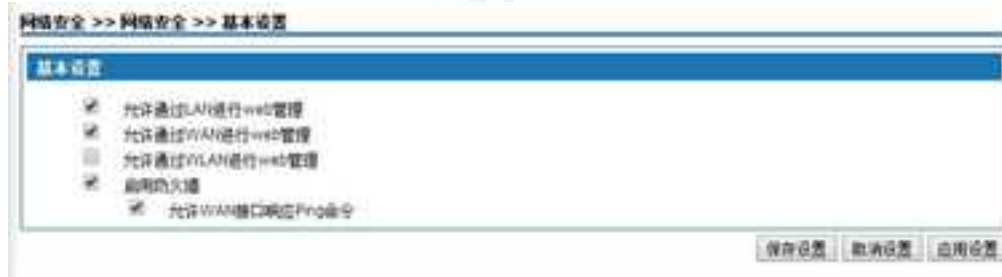 网络安全 >> 网络安全 >> 基本设置
基本设置
允许通过LAN进行web管理
允许通过WAN进行web管理
允许通过WLAN进行web管理
启用防火墙
允许WAN接口响应Ping命令
保存设置 取消设置 应用设置